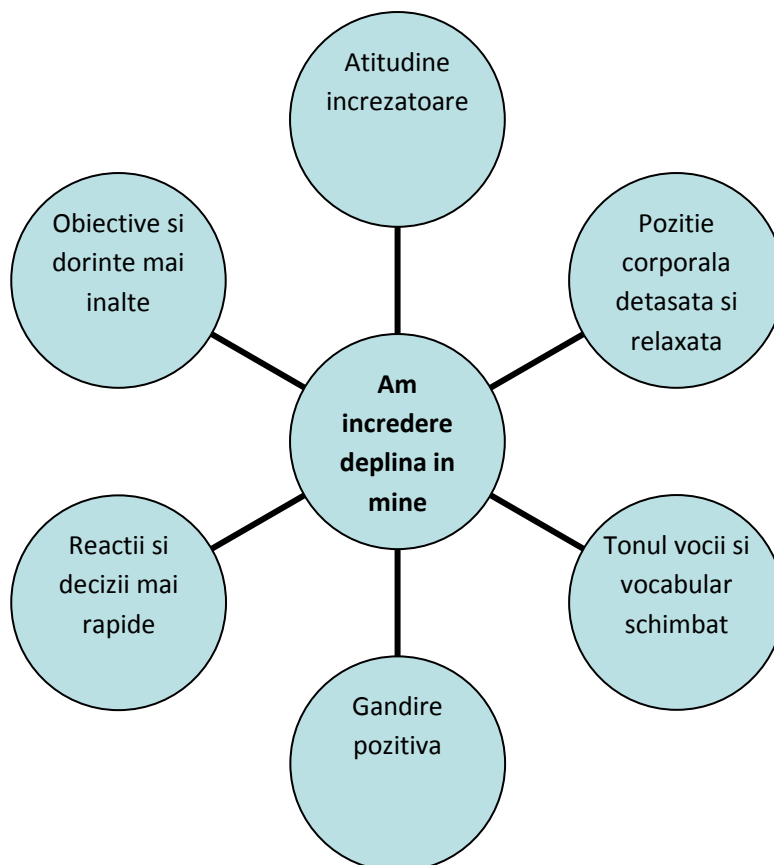 Atitudine
increzatoare
Obiective si
dorinte mai
inalte
Pozitie
corporala
detasata si
relaxata
Am
incredere
deplina in
mine
Reactii si
decizii mai
rapide
Tonul vocii si
vocabular
schimbat
Gandire
pozitiva